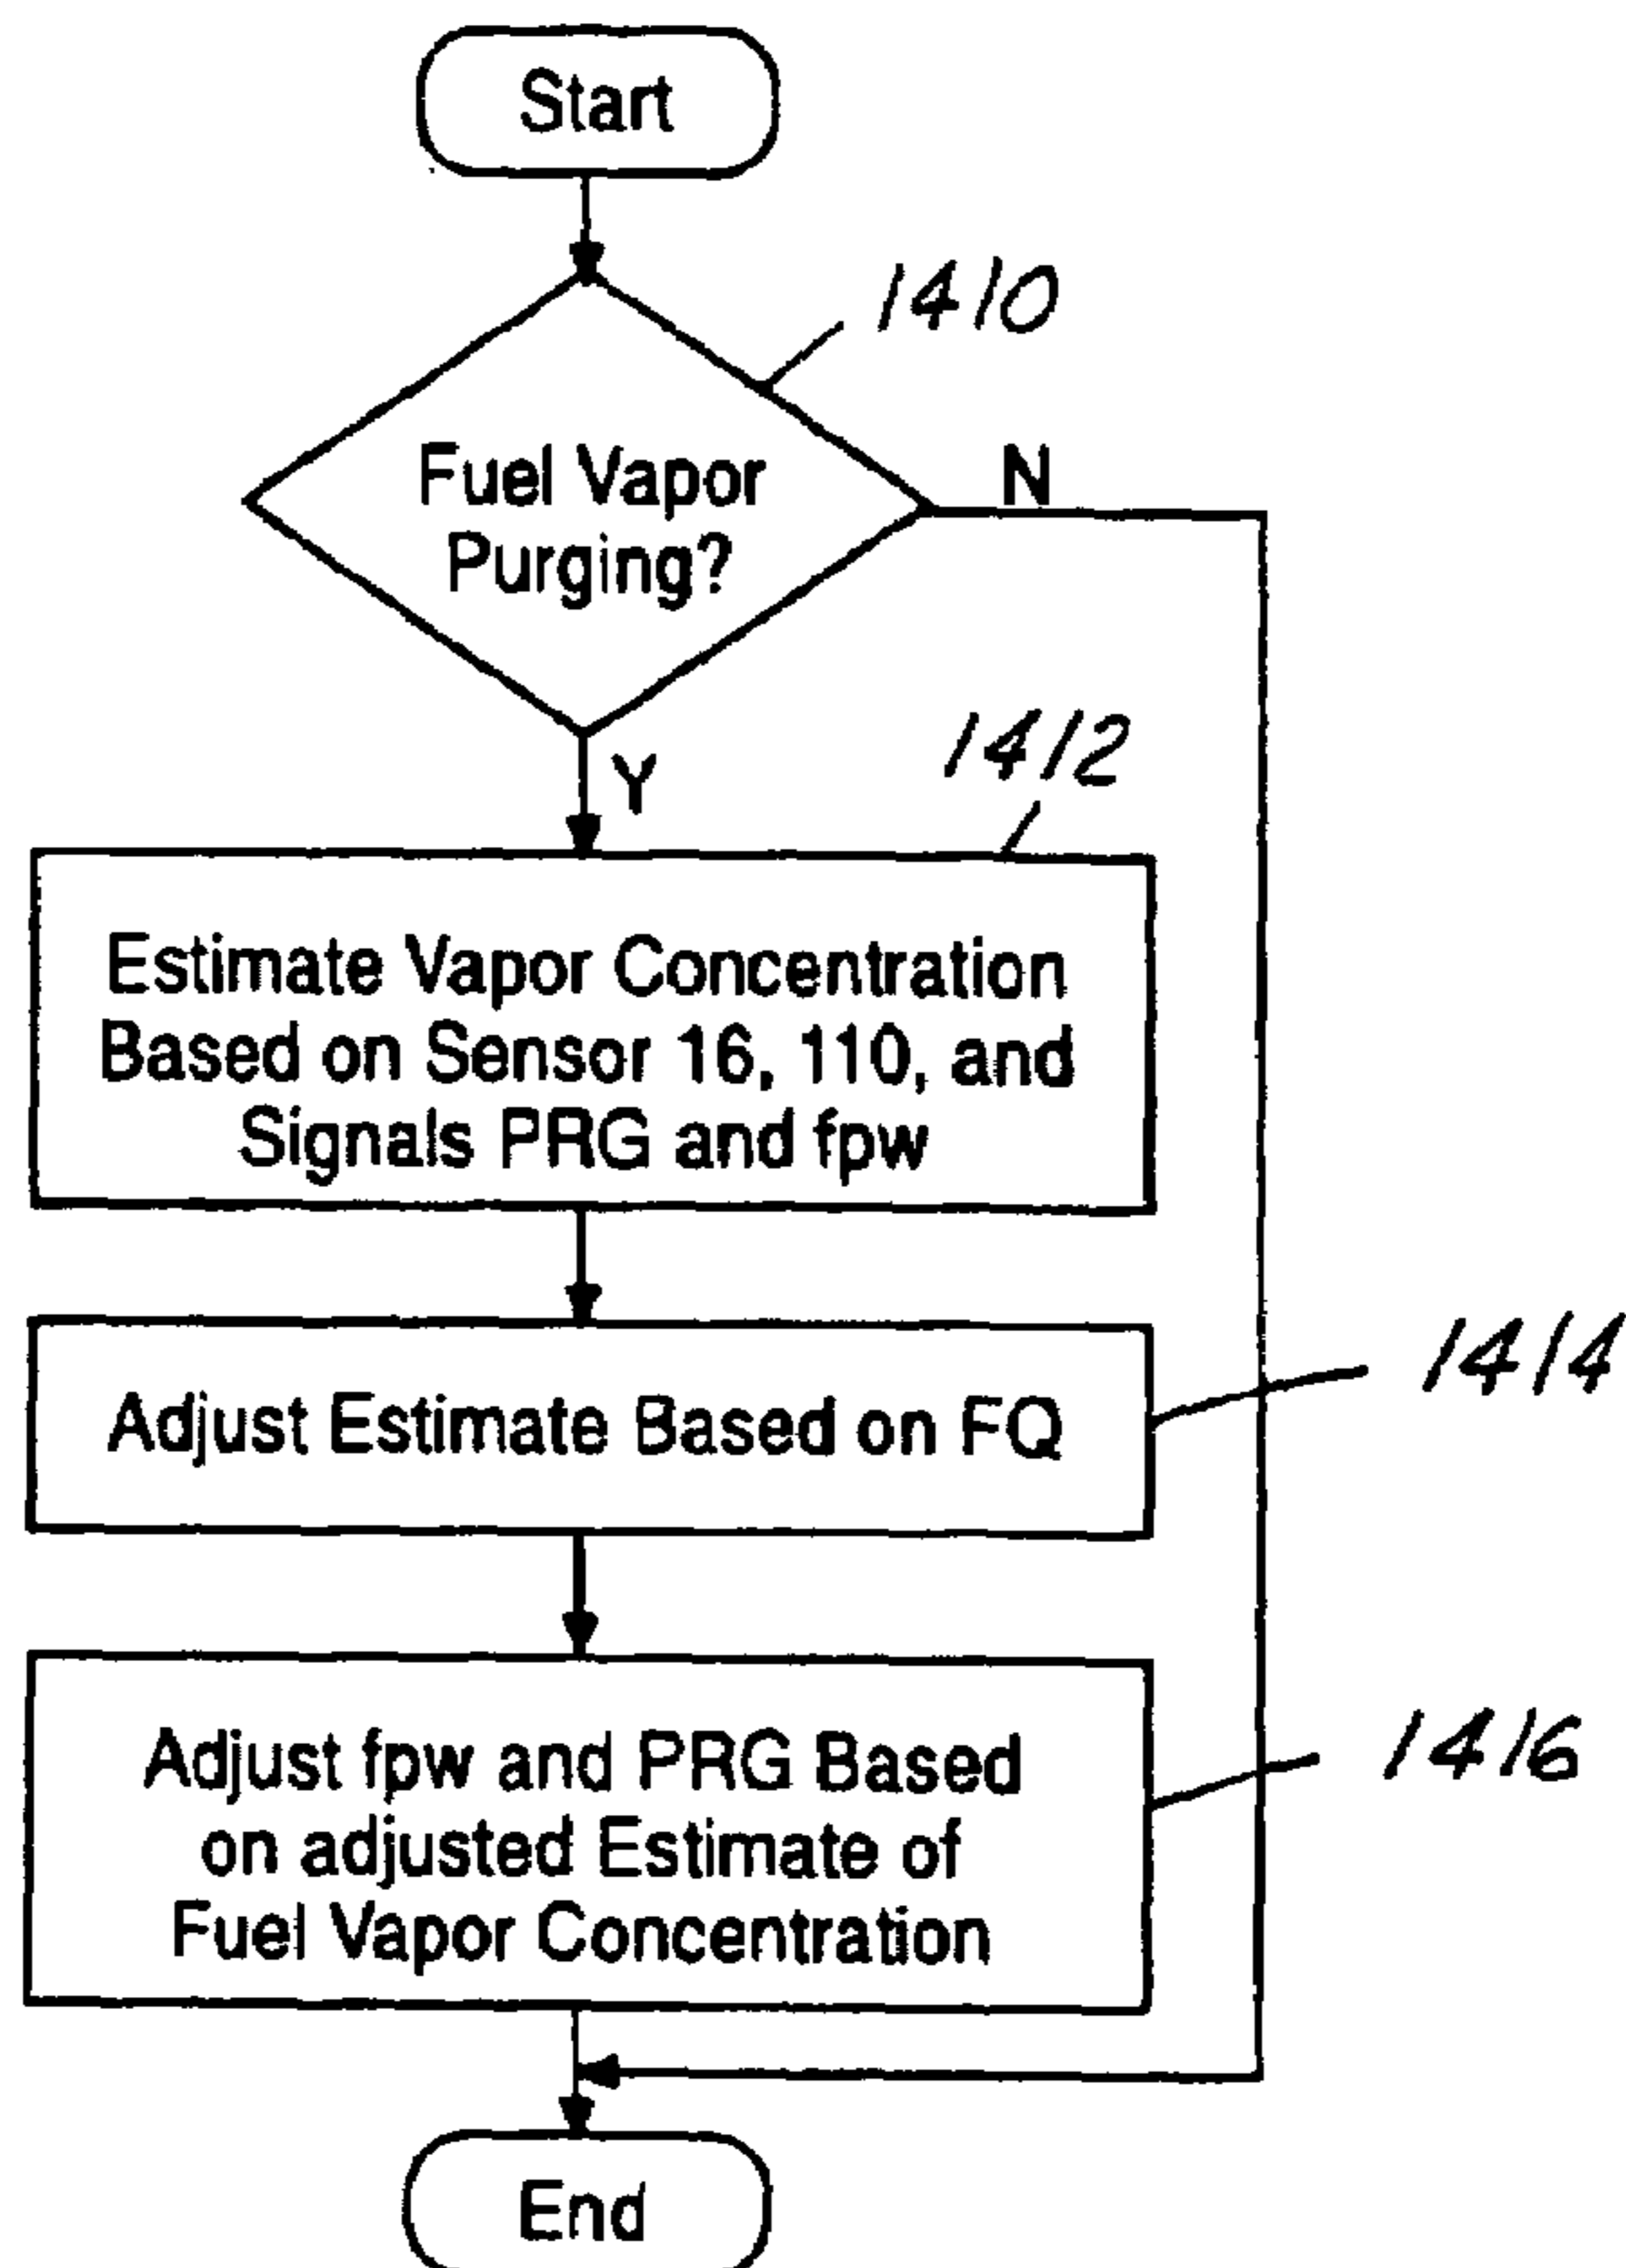 Start
1410
Fuel Vapor
Purging?
N
Y
1412
Estimate Vapor Concentration
Based on Sensor 16, 110, and
Signals PRG and fpw
Adjust Estimate Based on FQ
1414
Adjust fpw and PRG Based
on adjusted Estimate of
Fuel Vapor Concentration
1416
End